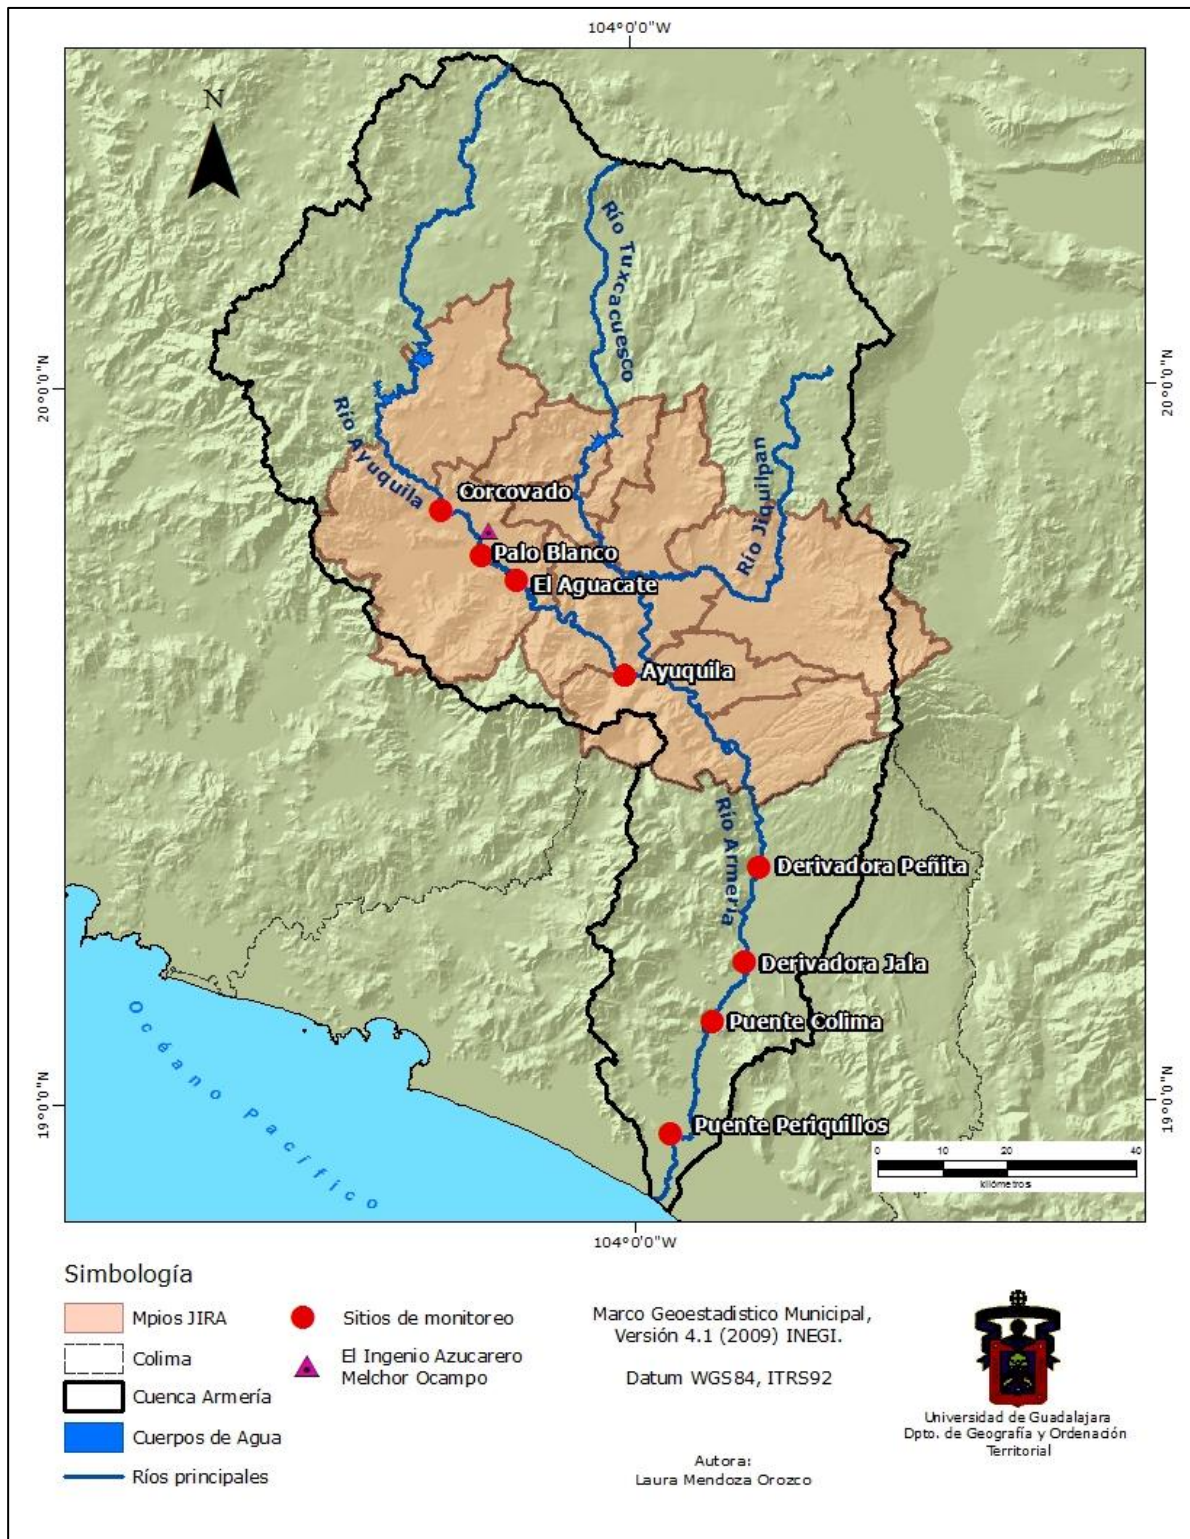 104°0'0"W
N
20°0'0"N
20°0'0"N
Río Tuxcacuesco
Río Ayuquila
Río Jiquilpan
Corcovado
Palo Blanco
El Aguacate
Ayuquila
Río Armería
Derivadora Peñita
Derivadora Jala
Puente Colima
Puente Periquillos
Océano Pacífico
19°0'0"N
19°0'0"N
0 10 20 40
kilómetros
104°0'0"W
Simbología
Mpios JIRA
Colima
Cuenca Armería
Cuerpos de Agua
Ríos principales
Sitios de monitoreo
El Ingenio Azucarero
Melchor Ocampo
Marco Geoestadistico Municipal,
Versión 4.1 (2009) INEGI.
Datum WGS84, ITRS92
Autora:
Laura Mendoza Orozco
Universidad de Guadalajara
Dpto. de Geografía y Ordenación
Territorial